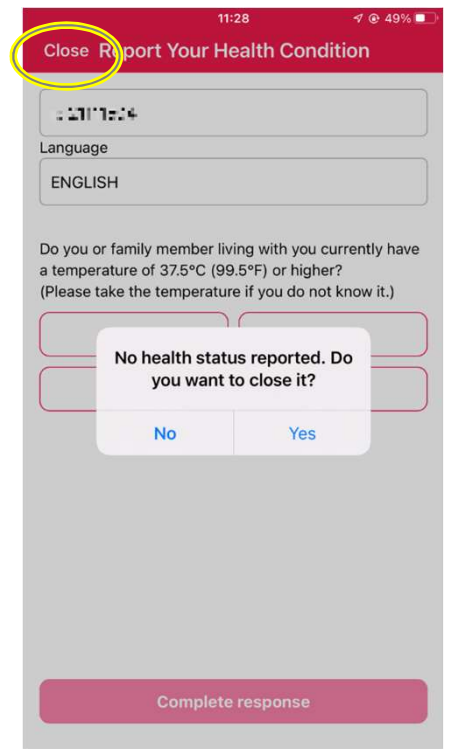 11:28
49%
Close Report Your Health Condition
Language
ENGLISH
Do you or family member living with you currently have
a temperature of 37.5°C (99.5°F) or higher?
(Please take the temperature if you do not know it.)
No health status reported. Do
you want to close it?
No Yes
Complete response